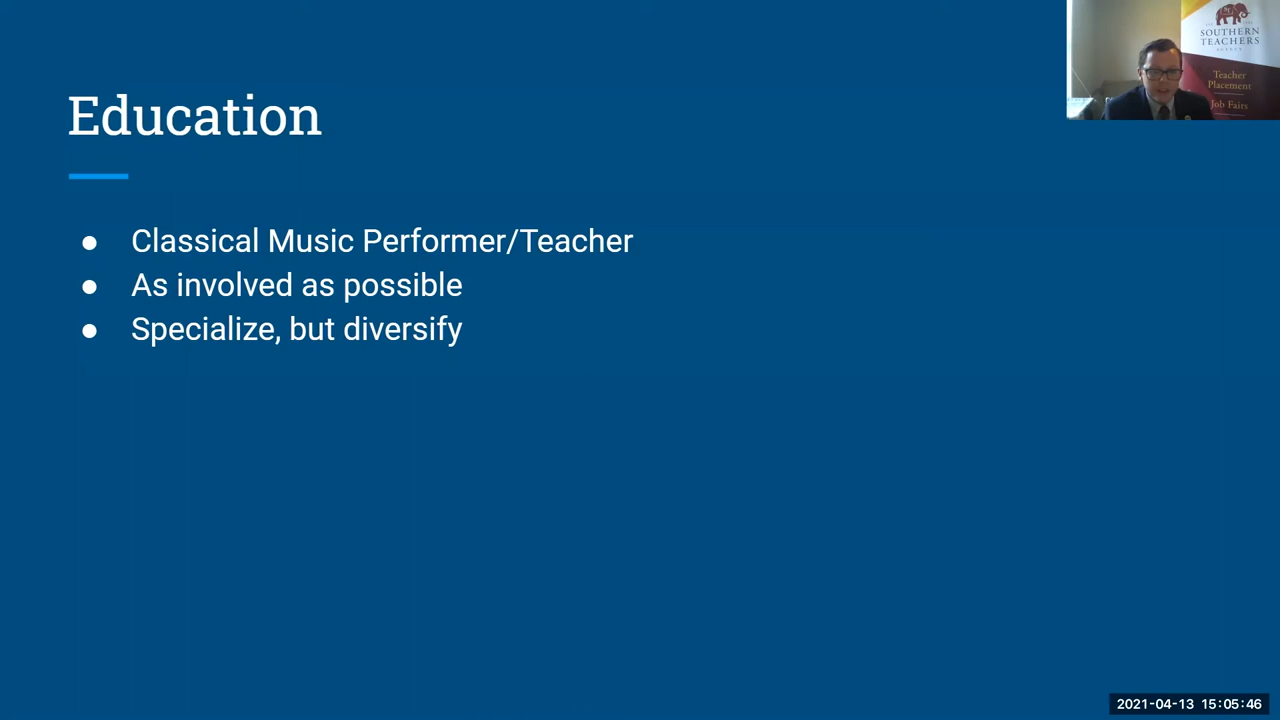 Education
● Classical Music Performer/Teacher
● As involved as possible
● Specialize, but diversify
SOUTHERN
TEACHERS
AGENCY
Teacher
Placement
Job Fairs
2021-04-13 15:05:46